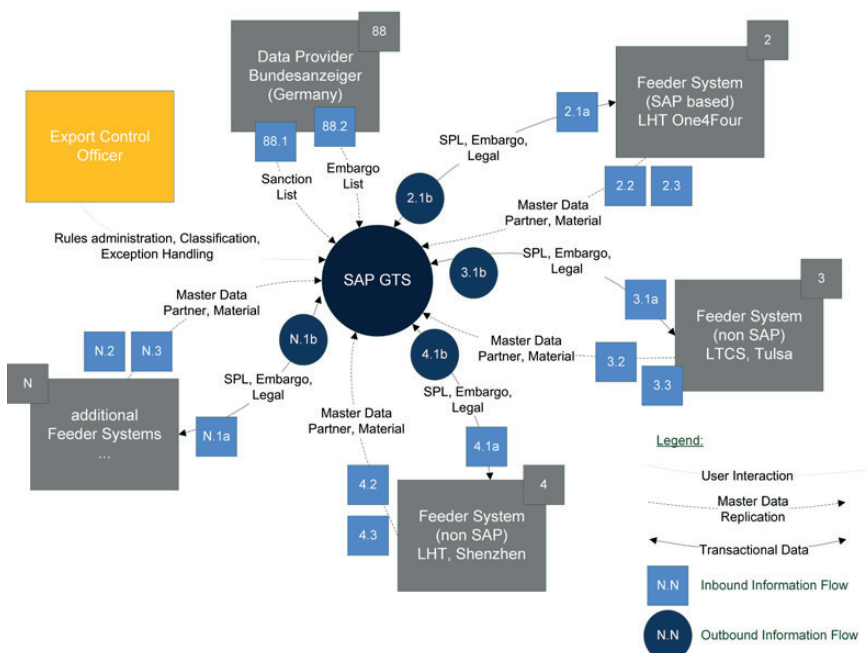 88
Data Provider
Bundesanzeiger
(Germany)
88.1
88.2
Sanction
List
Embargo
List
2
Feeder System
(SAP based)
LHT One4Four
2.1a
SPL, Embargo,
Legal
2.1b
2.2
2.3
Master Data
Partner, Material
Export Control
Officer
Rules administration, Classification,
Exception Handling
SAP GTS
3.1b
SPL, Embargo,
Legal
3.1a
3
Feeder System
(non SAP)
LTCS, Tulsa
Master Data
Partner, Material
3.2
3.3
Master Data
Partner, Material
N.2
N.3
N.1b
N
additional
Feeder Systems
...
SPL, Embargo,
Legal
N.1a
4.1b
SPL, Embargo,
Legal
4.1a
Master Data
Partner, Material
4.2
4.3
4
Feeder System
(non SAP)
LHT, Shenzhen
Legend:
User Interaction
Master Data
Replication
Transactional Data
N.N
Inbound Information Flow
N.N
Outbound Information Flow